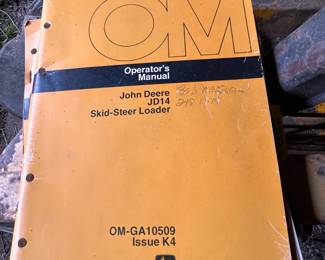 OM
Operator's
Manual
John Deere
JD14
Skid-Steer Loader
OM-GA10509
Issue K4